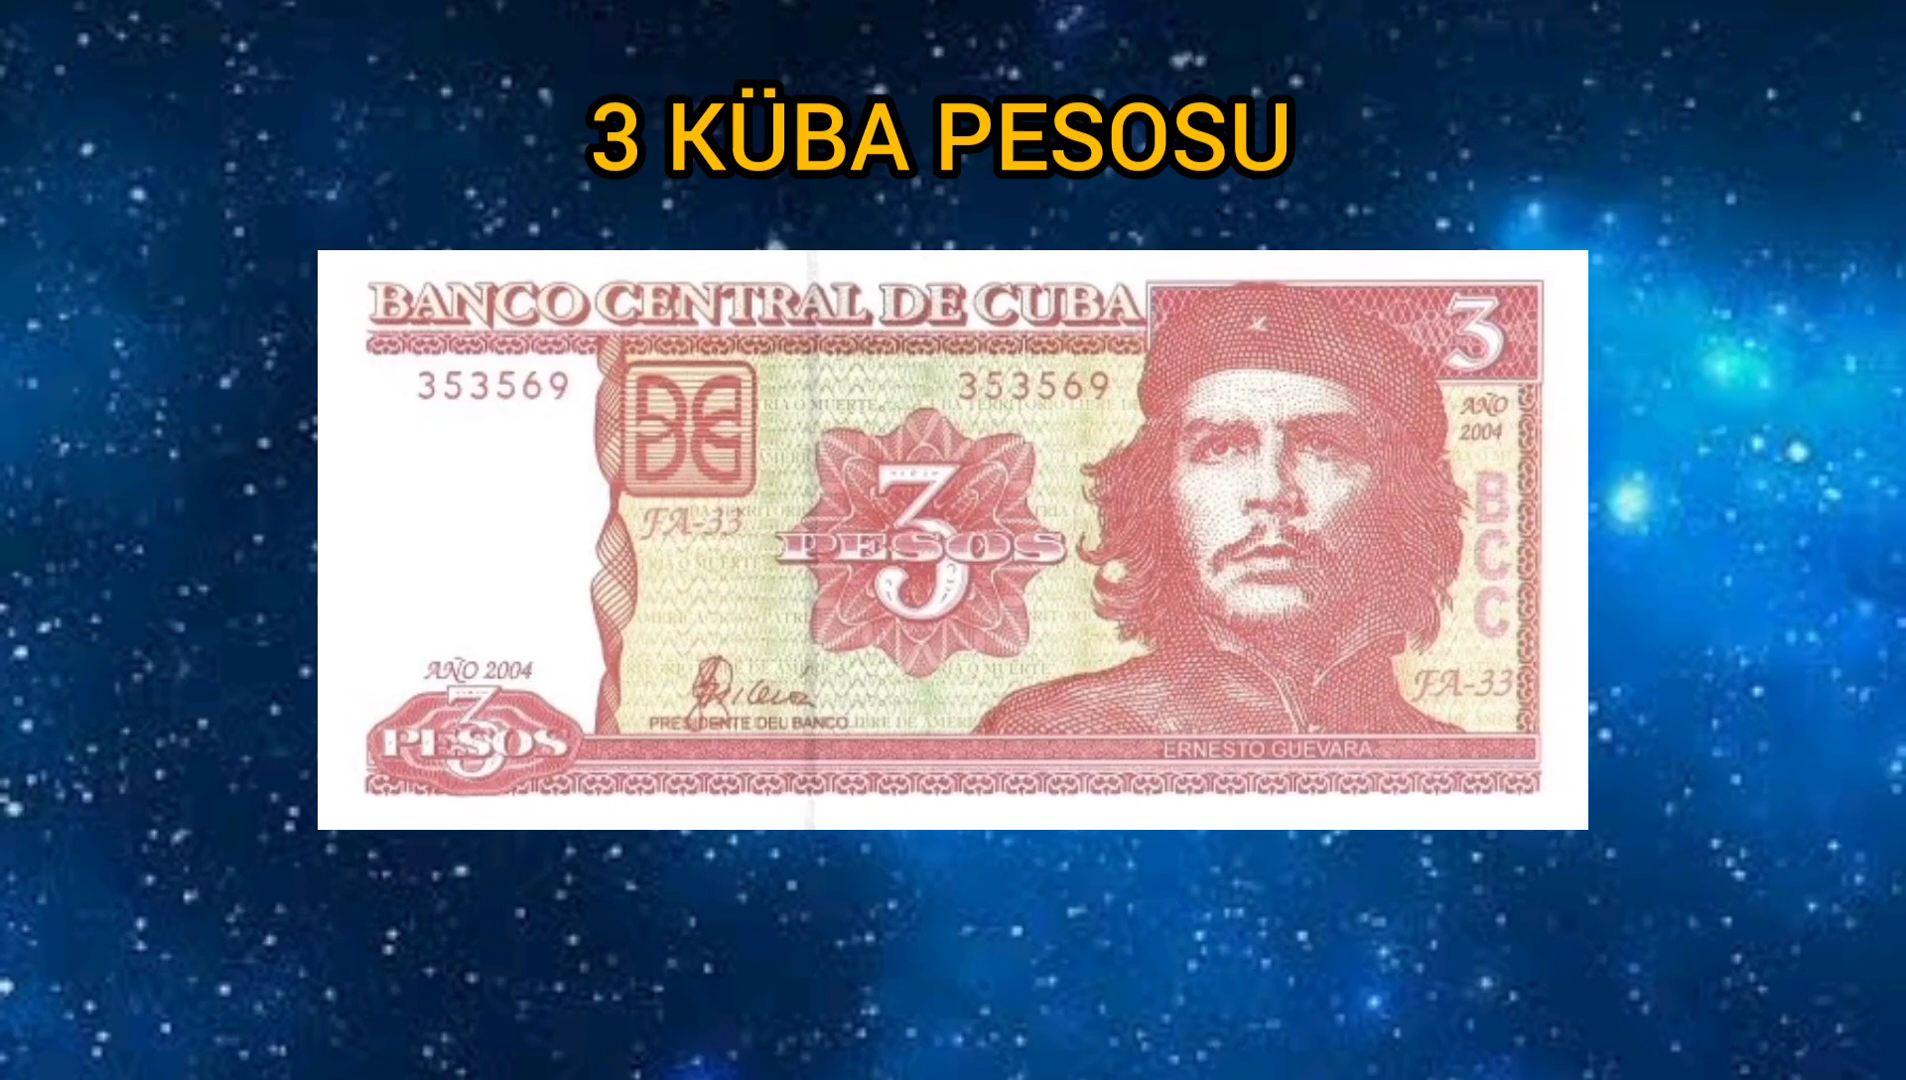 3 KÜBA PESOSU
BANCO CENTRAL DE CUBA
3
353569
353569
AÑO
2004
BCC
FA-33
3
PESOS
FA-33
AÑO 2004
PRESIDENTE DEL BANCO
3
PESOS
ERNESTO GUEVARA